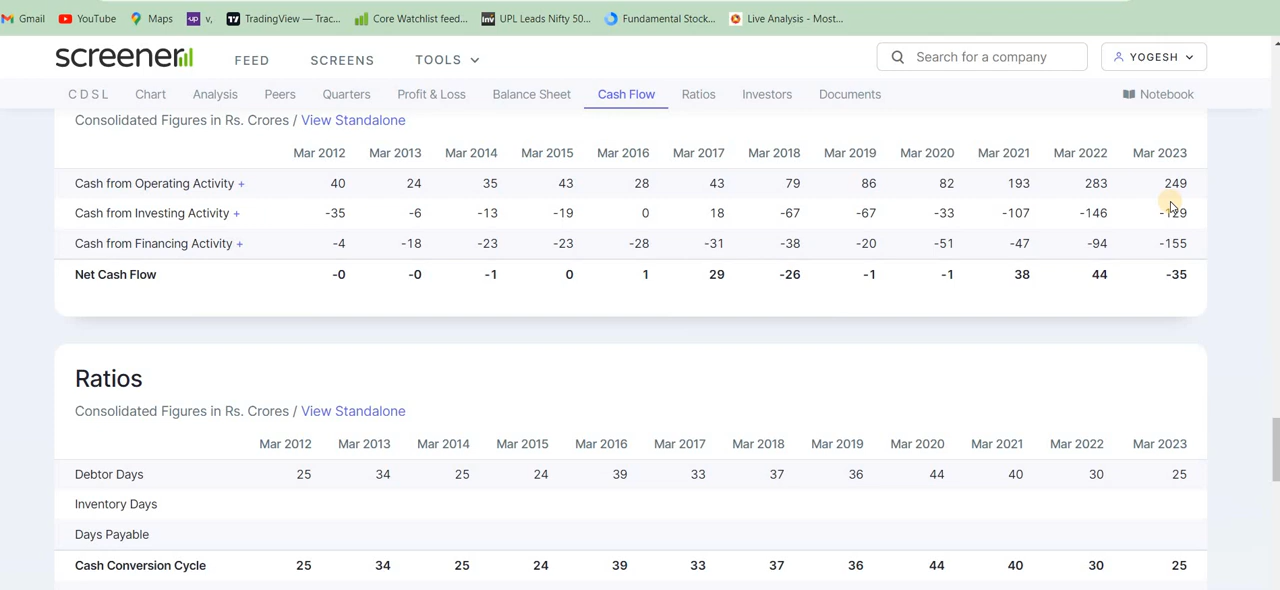 Gmail YouTube Maps up v, TradingView — Trac... Core Watchlist feed... Inv UPL Leads Nifty 50... Fundamental Stock... Live Analysis - Most...
screener FEED SCREENS TOOLS Search for a company YOGESH
C D S L Chart Analysis Peers Quarters Profit & Loss Balance Sheet Cash Flow Ratios Investors Documents Notebook
Consolidated Figures in Rs. Crores / View Standalone
Mar 2012 Mar 2013 Mar 2014 Mar 2015 Mar 2016 Mar 2017 Mar 2018 Mar 2019 Mar 2020 Mar 2021 Mar 2022 Mar 2023
Cash from Operating Activity + 40 24 35 43 28 43 79 86 82 193 283 249
Cash from Investing Activity + -35 -6 -13 -19 0 18 -67 -67 -33 -107 -146 -129
Cash from Financing Activity + -4 -18 -23 -23 -28 -31 -38 -20 -51 -47 -94 -155
Net Cash Flow -0 -0 -1 0 1 29 -26 -1 -1 38 44 -35
Ratios
Consolidated Figures in Rs. Crores / View Standalone
Mar 2012 Mar 2013 Mar 2014 Mar 2015 Mar 2016 Mar 2017 Mar 2018 Mar 2019 Mar 2020 Mar 2021 Mar 2022 Mar 2023
Debtor Days 25 34 25 24 39 33 37 36 44 40 30 25
Inventory Days
Days Payable
Cash Conversion Cycle 25 34 25 24 39 33 37 36 44 40 30 25